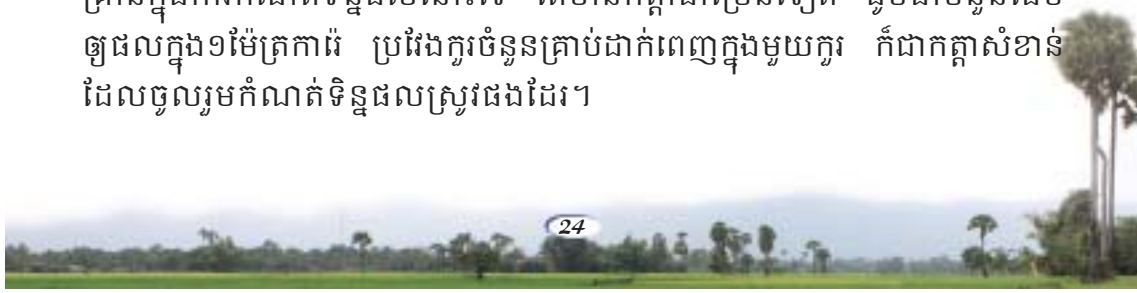 ឲ្យផលក្នុង១ម៉ែត្រការ៉េ ប្រវែងកួរចំនួនគ្រាប់ដាក់ពេញក្នុងមួយកួរ ក៏ជាកត្តាសំខាន់
ដែលចូលរួមកំណត់ទិន្នផលស្រូវផងដែរ។
24